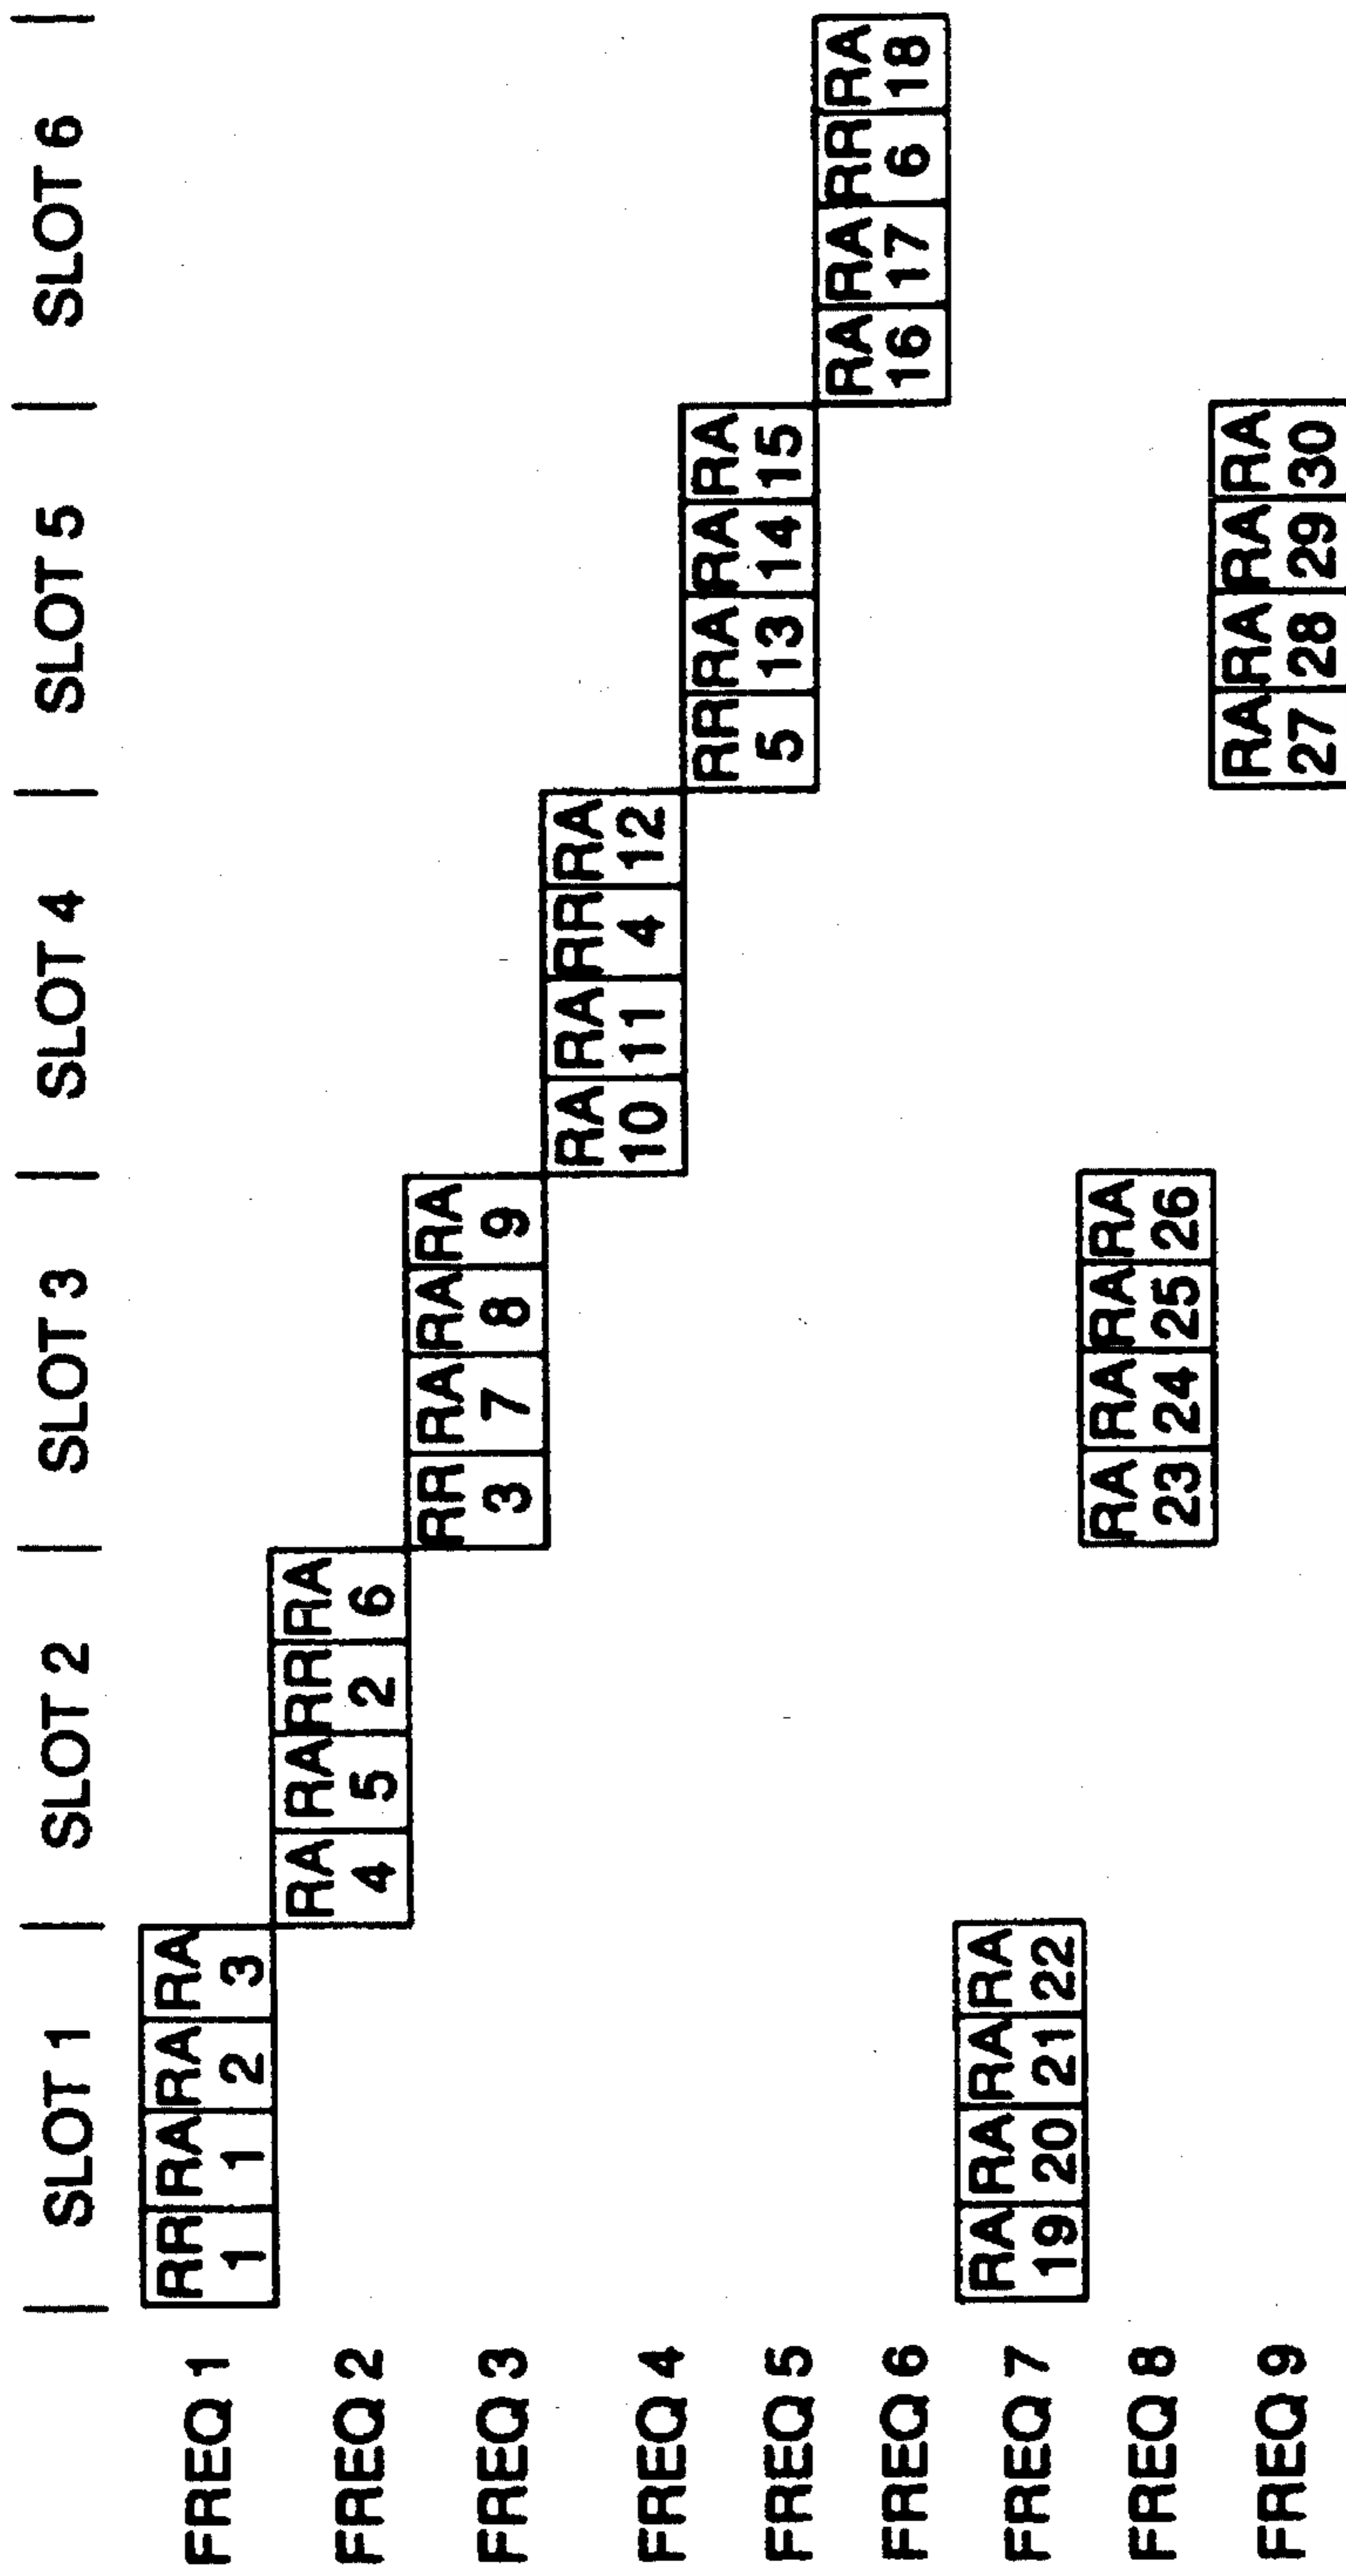 SLOT 1 | SLOT 2 | SLOT 3 | SLOT 4 | SLOT 5 | SLOT 6
FREQ 1 RR RA RA RA
1 1 2 3
FREQ 2 RA RA RR RA
4 5 2 6
FREQ 3 RR RA RA RA
3 7 8 9
FREQ 4 RA RA RR RA
10 11 4 12
FREQ 5 RR RA RA RA
5 13 14 15
FREQ 6 RA RA RR RA
16 17 6 18
FREQ 7 RA RA RA RA
19 20 21 22
FREQ 8 RA RA RA RA
23 24 25 26
FREQ 9 RA RA RA RA
27 28 29 30